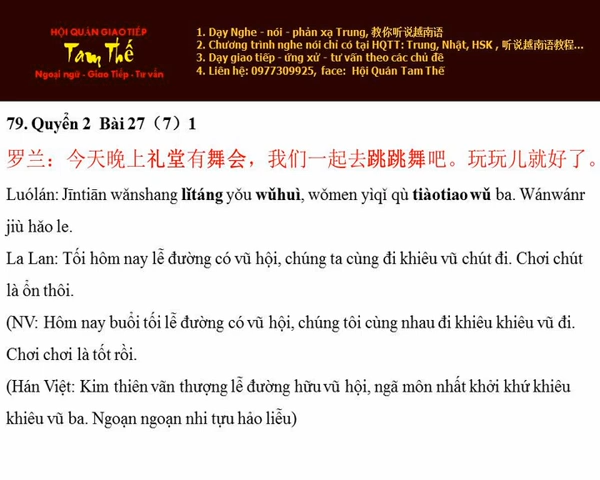 HỘI QUÁN GIAO TIẾP
Tam Thế
Ngoại ngữ - Giao Tiếp - Tư vấn
1. Dạy Nghe - nói - phản xạ Trung, 教你听说越南语
2. Chương trình nghe nói chỉ có tại HQTT: Trung, Nhật, HSK , 听说越南语教程...
3. Dạy giao tiếp - ứng xử - tư vấn theo các chủ đề
4. Liên hệ: 0977309925, face: Hội Quán Tam Thế
79. Quyển 2 Bài 27（7）1
罗兰：今天晚上礼堂有舞会，我们一起去跳跳舞吧。玩玩儿就好了。
Luólán: Jīntiān wǎnshang lǐtáng yǒu wǔhuì, wǒmen yìqǐ qù tiàotiao wǔ ba. Wánwánr
jiù hǎo le.
La Lan: Tối hôm nay lễ đường có vũ hội, chúng ta cùng đi khiêu vũ chút đi. Chơi chút
là ổn thôi.
(NV: Hôm nay buổi tối lễ đường có vũ hội, chúng tôi cùng nhau đi khiêu khiêu vũ đi.
Chơi chơi là tốt rồi.
(Hán Việt: Kim thiên vãn thượng lễ đường hữu vũ hội, ngã môn nhất khởi khứ khiêu
khiêu vũ ba. Ngoạn ngoạn nhi tựu hảo liễu)